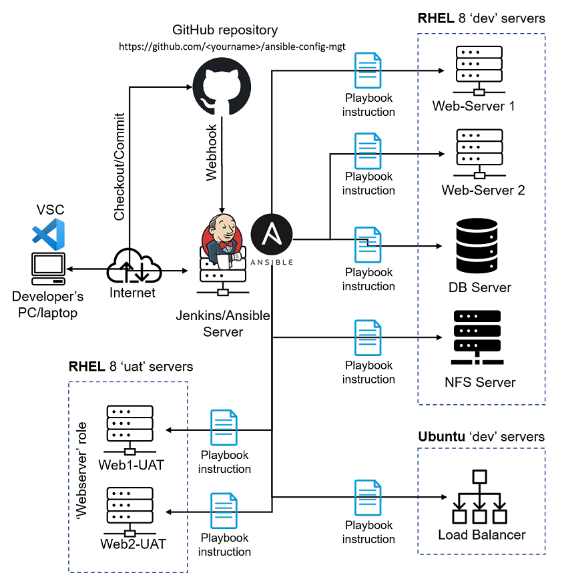 GitHub repository
https://github.com/<yourname>/ansible-config-mgt
RHEL 8 ‘dev’ servers
Playbook
instruction
Web-Server 1
Checkout/Commit
Webhook
Playbook
instruction
Web-Server 2
VSC
ANSIBLE
Developer’s
PC/laptop
Internet
Jenkins/Ansible
Server
Playbook
instruction
DB Server
Playbook
instruction
NFS Server
RHEL 8 ‘uat’ servers
‘Webserver’ role
Web1-UAT
Playbook
instruction
Web2-UAT
Playbook
instruction
Ubuntu ‘dev’ servers
Playbook
instruction
Load Balancer